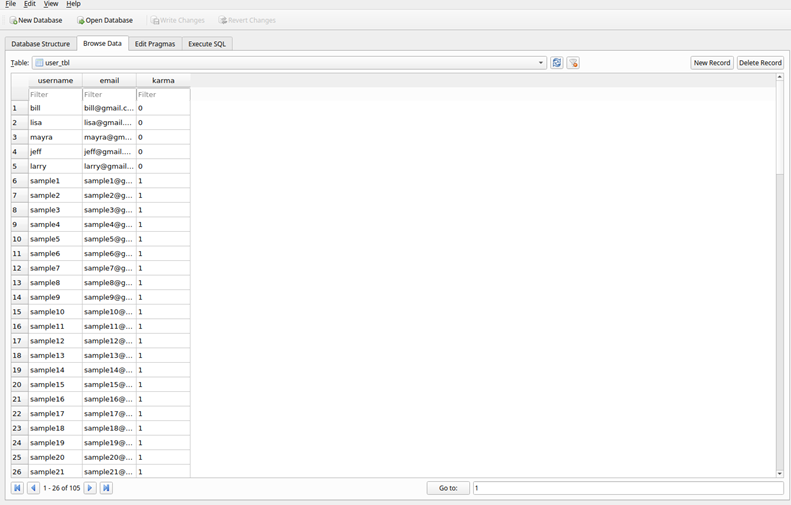 File Edit View Help
New Database Open Database Write Changes Revert Changes
Database Structure Browse Data Edit Pragmas Execute SQL
Table: user_tbl New Record Delete Record
username email karma
Filter Filter Filter
1 bill bill@gmail.c... 0
2 lisa lisa@gmail.... 0
3 mayra mayra@gm... 0
4 jeff jeff@gmail.... 0
5 larry larry@gmail... 0
6 sample1 sample1@g... 1
7 sample2 sample2@g... 1
8 sample3 sample3@g... 1
9 sample4 sample4@g... 1
10 sample5 sample5@g... 1
11 sample6 sample6@g... 1
12 sample7 sample7@g... 1
13 sample8 sample8@g... 1
14 sample9 sample9@g... 1
15 sample10 sample10@... 1
16 sample11 sample11@... 1
17 sample12 sample12@... 1
18 sample13 sample13@... 1
19 sample14 sample14@... 1
20 sample15 sample15@... 1
21 sample16 sample16@... 1
22 sample17 sample17@... 1
23 sample18 sample18@... 1
24 sample19 sample19@... 1
25 sample20 sample20@... 1
26 sample21 sample21@... 1
1 - 26 of 105 Go to: 1